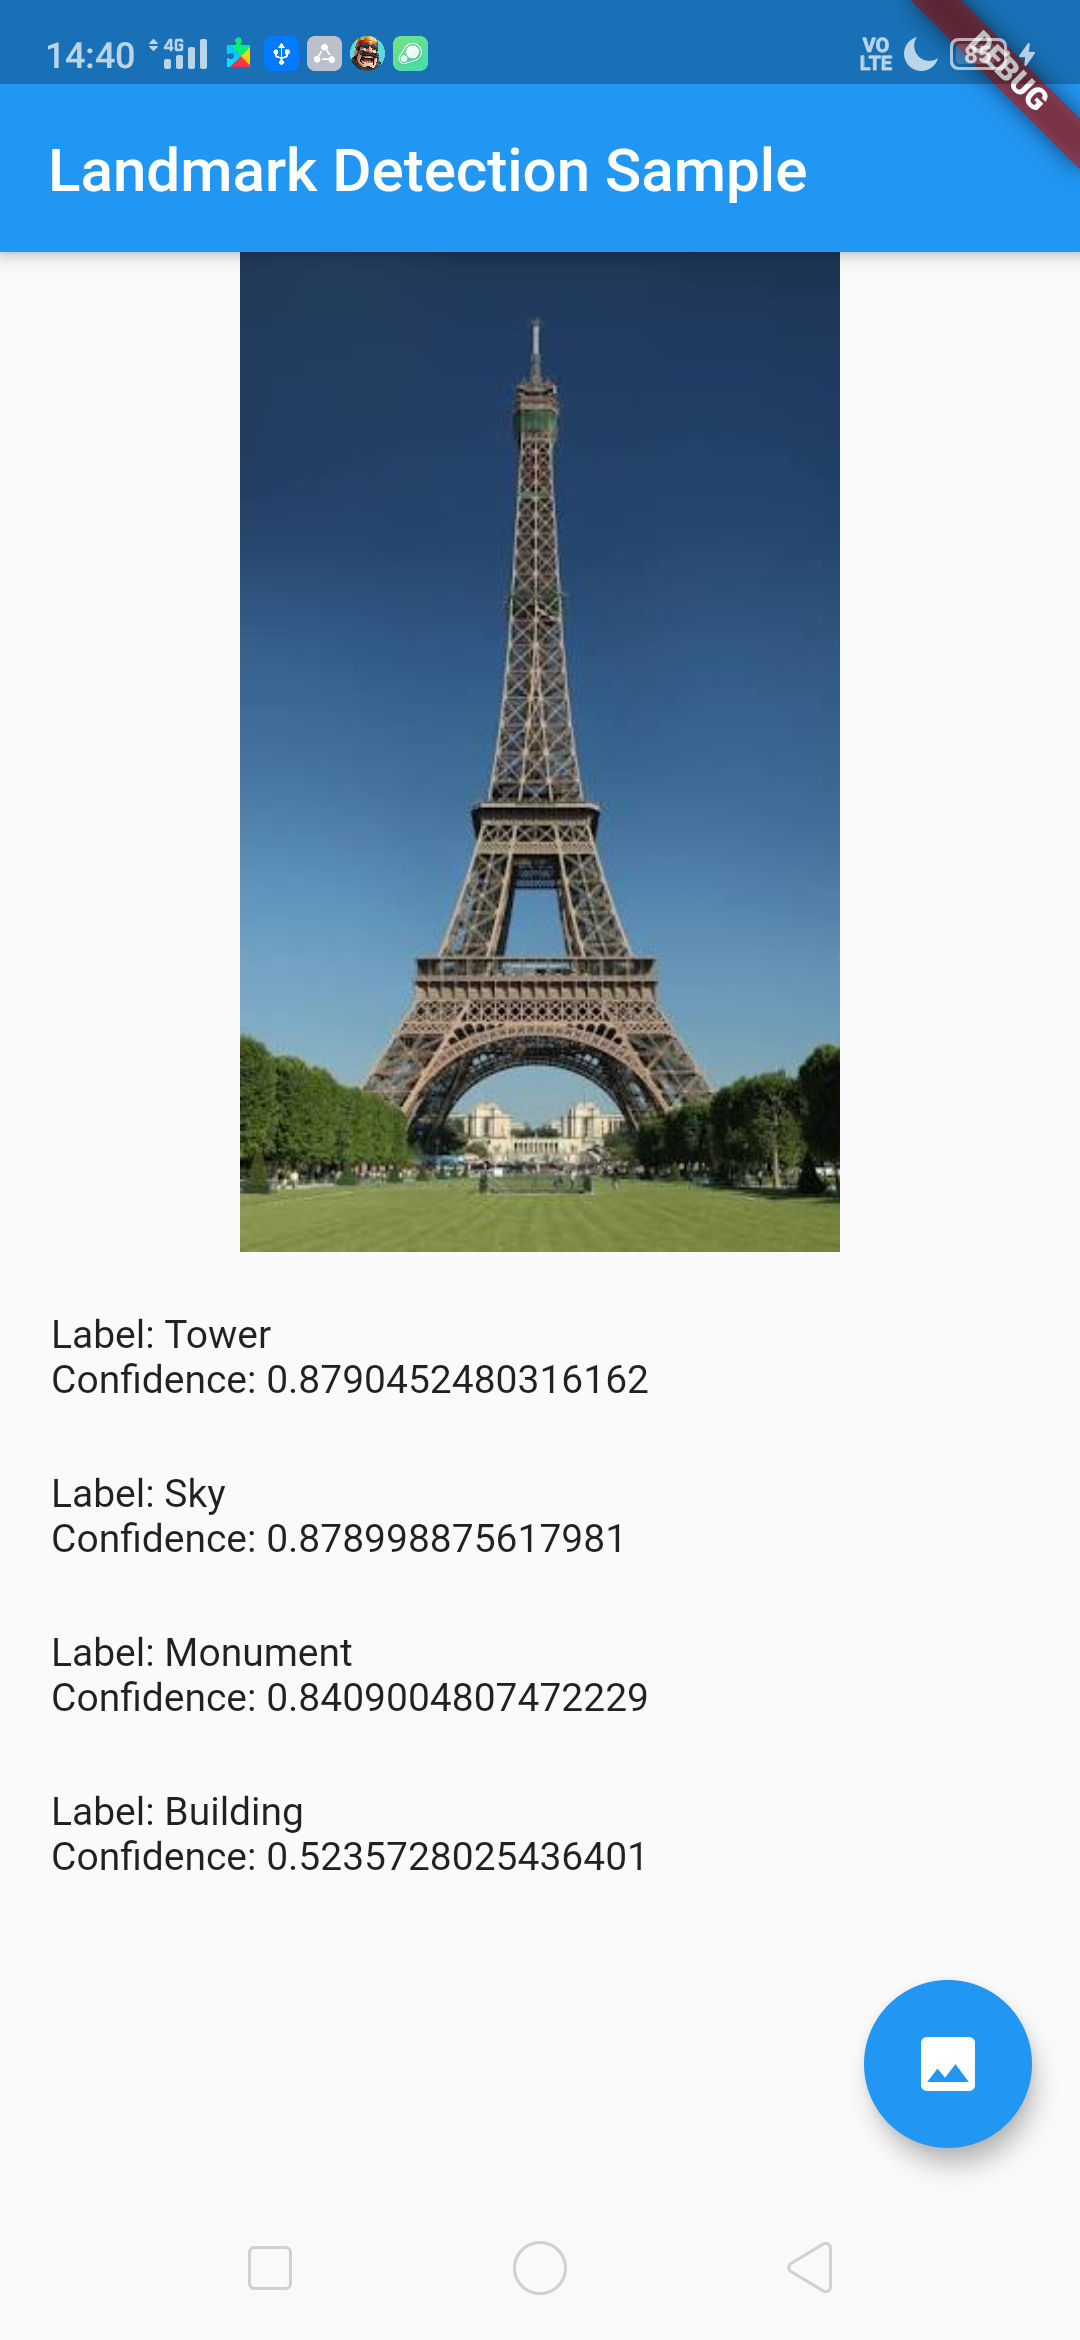 14:40 4G VO LTE 85
DEBUG
Landmark Detection Sample
Label: Tower
Confidence: 0.8790452480316162
Label: Sky
Confidence: 0.878998875617981
Label: Monument
Confidence: 0.8409004807472229
Label: Building
Confidence: 0.5235728025436401